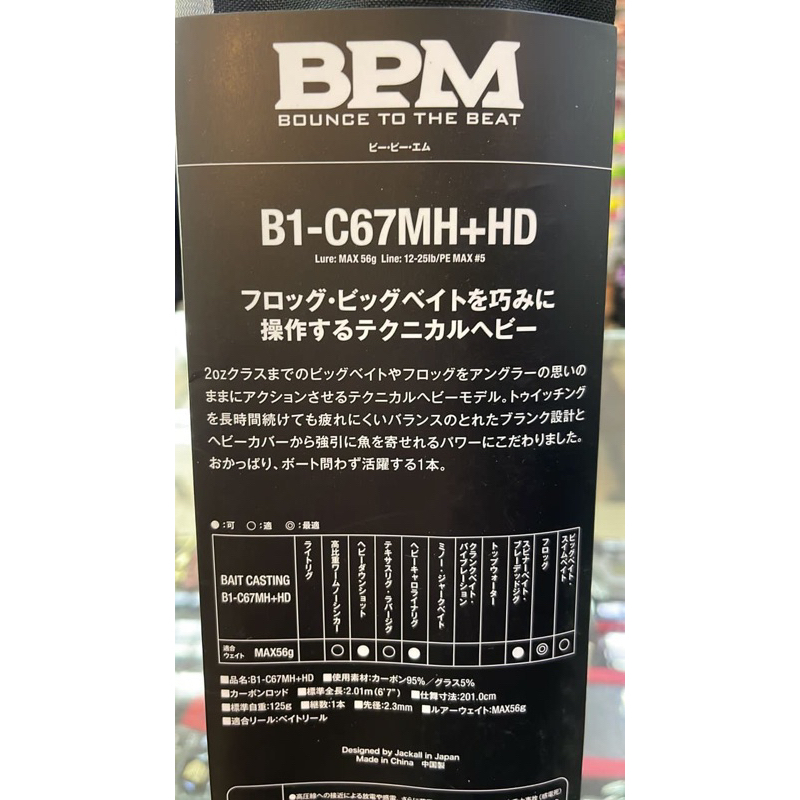 BPM
BOUNCE TO THE BEAT
ビー・ピー・エム
B1-C67MH+HD
Lure: MAX 56g Line: 12-25lb/PE MAX #5
フロッグ・ビッグベイトを巧みに
操作するテクニカルヘビー
2ozクラスまでのビッグベイトやフロッグをアングラーの思いの
ままにアクションさせるテクニカルヘビーモデル。トゥイッチング
を長時間続けても疲れにくいバランスのとれたブランク設計と
ヘビーカバーから強引に魚を寄せれるパワーにこだわりました。
おかっぱり、ボート問わず活躍する1本。
●:可 ○:適 ◎:最適
BAIT CASTING
B1-C67MH+HD
ライトリグ
高比重ワームノーシンカー
ヘビーダウンショット
テキサスリグ・ラバージグ
ヘビーキャロライナリグ
ミノー・ジャークベイト
クランクベイト・
バイブレーション
トップウォーター
スピナーベイト・
ブレーデッドジグ
フロッグ
ビッグベイト・
スイムベイト
適合
ウェイト MAX56g ○ ● ○ ● ● ◎ ○
■品名:B1-C67MH+HD ■使用素材:カーボン95%/グラス5%
■カーボンロッド ■標準全長:2.01m(6'7") ■仕舞寸法:201.0cm
■標準自重:125g ■継数:1本 ■先径:2.3mm ■ルアーウェイト:MAX56g
■適合リール:ベイトリール
Designed by Jackall in Japan
Made in China 中国製
●高圧線への接近による放電や感電、さらに